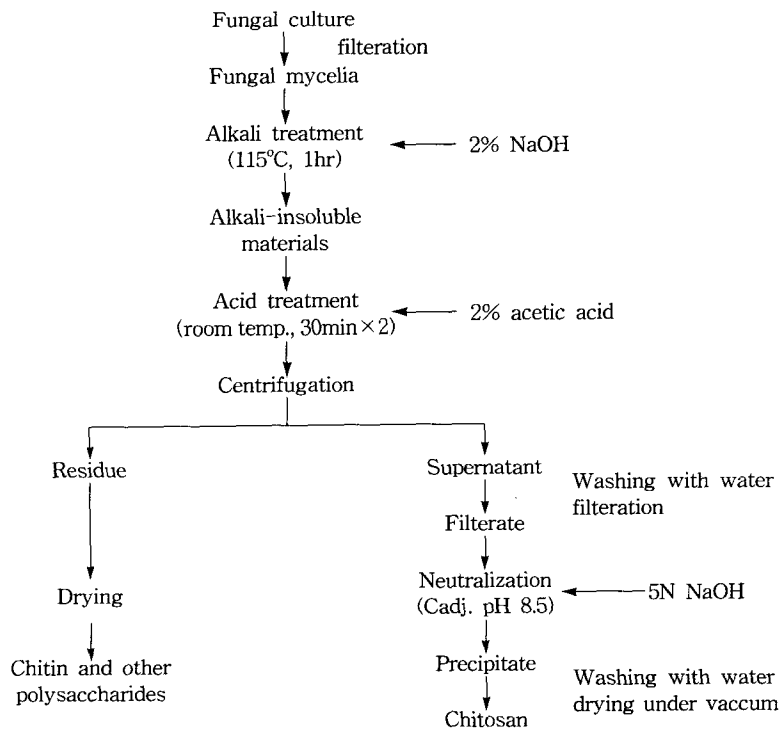 Fungal culture
filteration
Fungal mycelia
Alkali treatment
(115°C, 1hr)
2% NaOH
Alkali-insoluble
materials
Acid treatment
(room temp., 30min×2)
2% acetic acid
Centrifugation
Residue
Drying
Chitin and other
polysaccharides
Supernatant
Washing with water
filteration
Filterate
Neutralization
(Cadj. pH 8.5)
5N NaOH
Precipitate
Washing with water
drying under vaccum
Chitosan